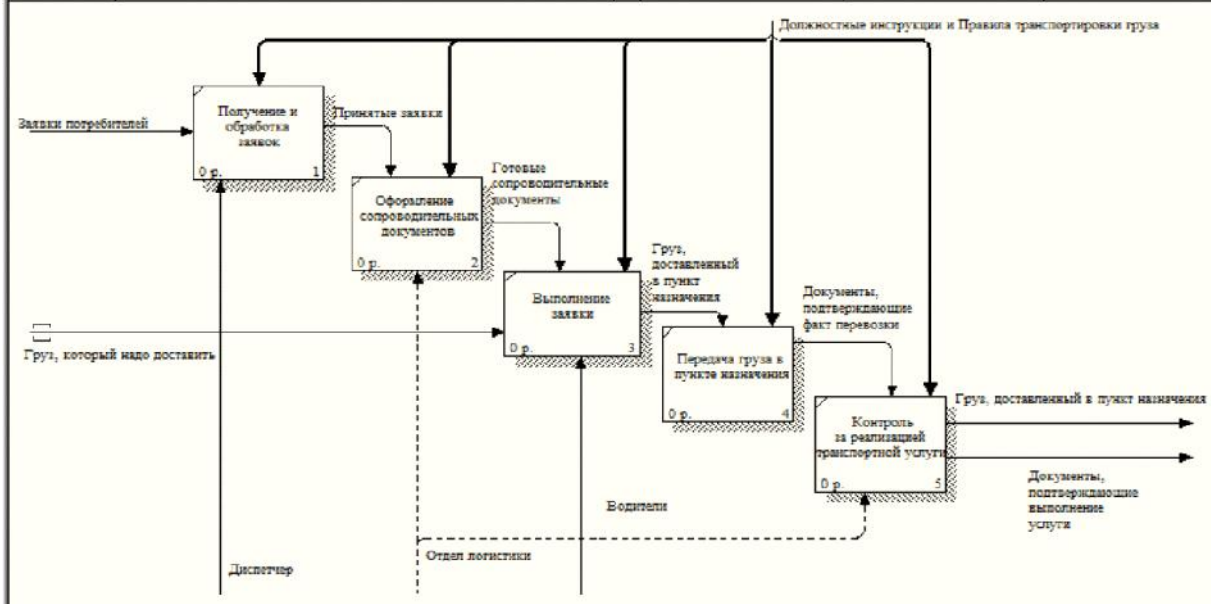 Должностные инструкции и Правила транспортировки груза
Заявки потребителей
Получение и
обработка
заявок
0 р.
1
Принятые заявки
Оформление
сопроводительных
документов
0 р.
2
Готовые
сопроводительные
документы
Груз, который надо доставить
Выполнение
заявки
0 р.
3
Груз,
доставленный
в пункт
назначения
Передача груза в
пункте назначения
0 р.
4
Документы,
подтверждающие
факт перевозки
Контроль
за реализацией
транспортной услуги
0 р.
5
Груз, доставленный в пункт назначения
Документы,
подтверждающие
выполнение
услуги
Водители
Отдел логистики
Диспетчер